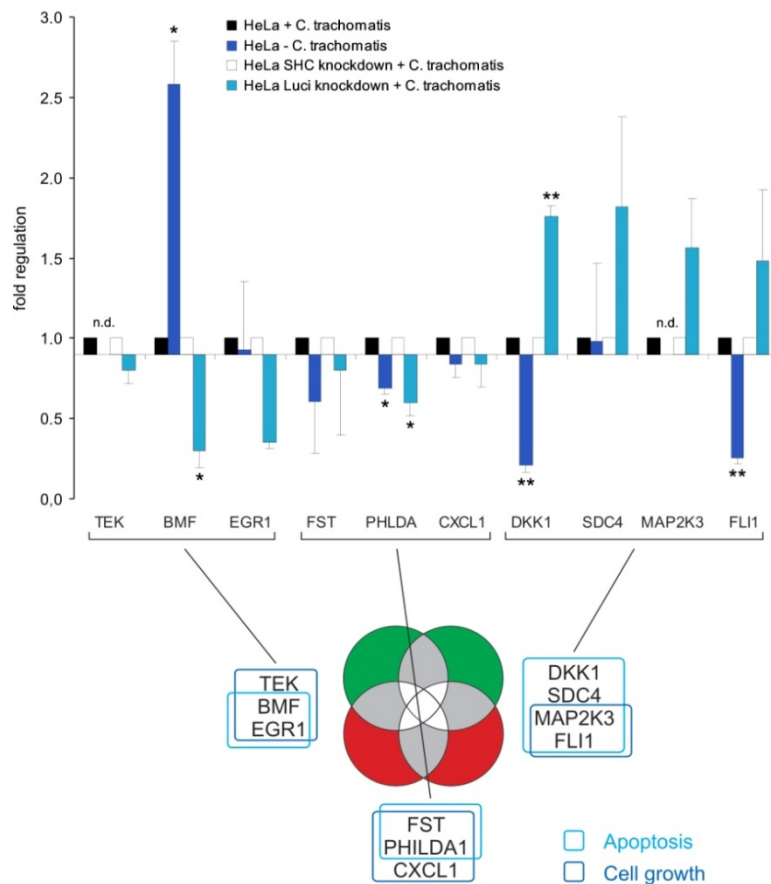 3.0
2.5
2.0
1.5
1.0
0.5
0,0
fold regulation
HeLa + C. trachomatis
HeLa - C. trachomatis
HeLa SHC knockdown + C. trachomatis
HeLa Luci knockdown + C. trachomatis
*
**
n.d.
n.d.
*
*
*
**
**
TEK BMF EGR1 FST PHLDA CXCL1 DKK1 SDC4 MAP2K3 FLI1
TEK
BMF
EGR1
DKK1
SDC4
MAP2K3
FLI1
FST
PHILDA1
CXCL1
Apoptosis
Cell growth